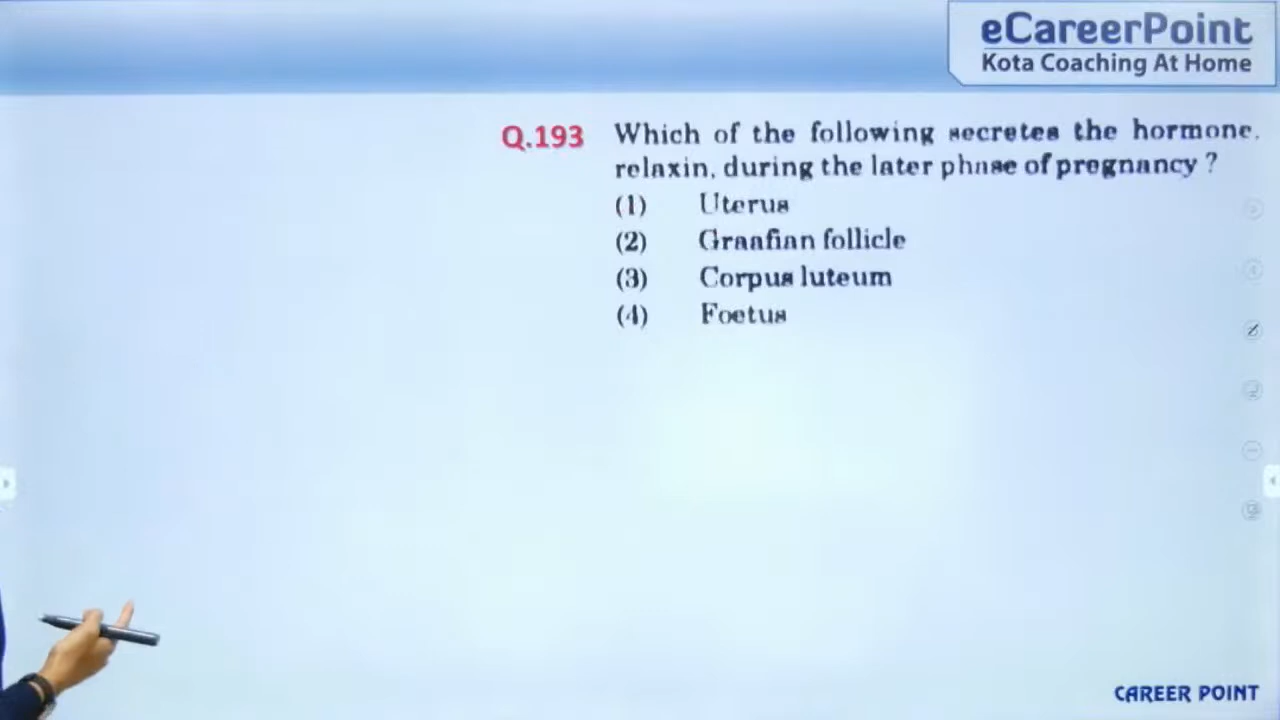 eCareerPoint
Kota Coaching At Home
Q.193 Which of the following secretes the hormone,
relaxin, during the later phase of pregnancy ?
(1) Uterus
(2) Graafian follicle
(3) Corpus luteum
(4) Foetus
CAREER POINT